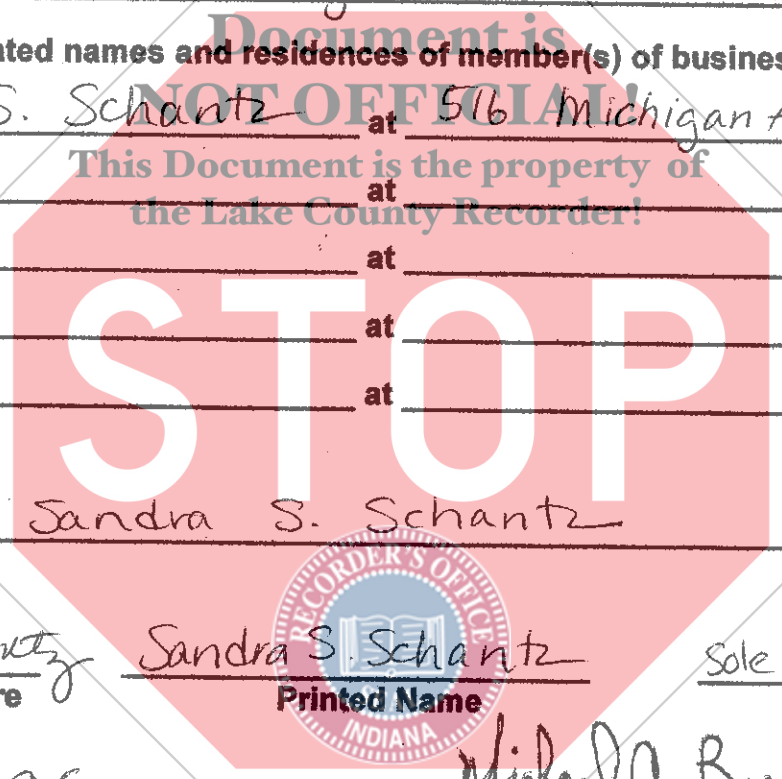 Document is
ated names and residences of member(s) of busines
NOT OFFICIAL!
S. Schantz at 516 Michigan A
This Document is the property of
at
the Lake County Recorder!
at
at
at
STOP
Sandra S. Schantz
RECORDER'S OFFICE
Sandra S. Schantz Sole
re Printed Name
INDIANA